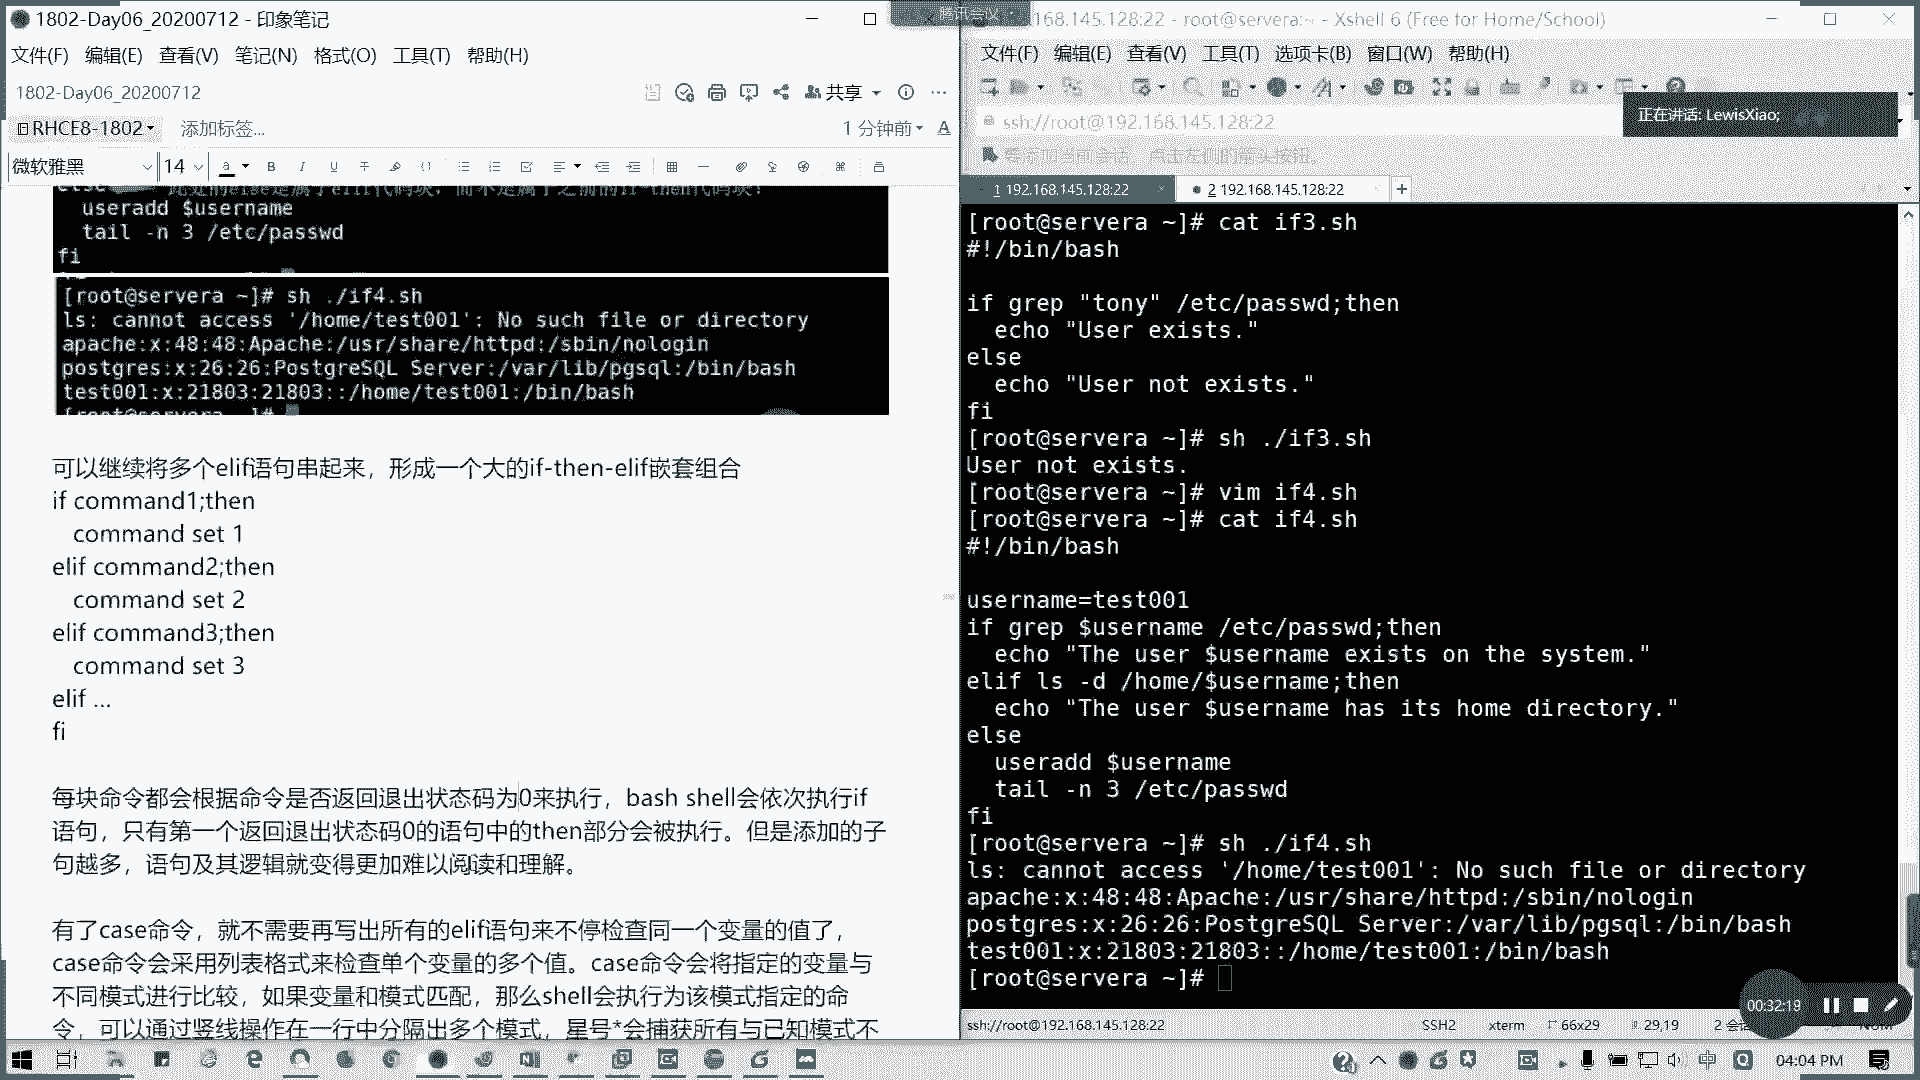 1802-Day06_20200712 - 印象笔记
文件(F) 编辑(E) 查看(V) 笔记(N) 格式(O) 工具(T) 帮助(H)
1802-Day06_20200712
共享
RHCE8-1802
添加标签...
1 分钟前
微软雅黑 14
useradd $username
tail -n 3 /etc/passwd
fi
[root@servera ~]# sh ./if4.sh
ls: cannot access '/home/test001': No such file or directory
apache:x:48:48:Apache:/usr/share/httpd:/sbin/nologin
postgres:x:26:26:PostgreSQL Server:/var/lib/pgsql:/bin/bash
test001:x:21803:21803::/home/test001:/bin/bash
可以继续将多个elif语句串起来，形成一个大的if-then-elif嵌套组合
if command1;then
command set 1
elif command2;then
command set 2
elif command3;then
command set 3
elif ...
fi
每块命令都会根据命令是否返回退出状态码为0来执行，bash shell会依次执行if
语句，只有第一个返回退出状态码0的语句中的then部分会被执行。但是添加的子
句越多，语句及其逻辑就变得更加难以阅读和理解。
有了case命令，就不需要再写出所有的elif语句来不停检查同一个变量的值了，
case命令会采用列表格式来检查单个变量的多个值。case命令会将指定的变量与
不同模式进行比较，如果变量和模式匹配，那么shell会执行为该模式指定的命
令，可以通过竖线操作在一行中分隔出多个模式，星号*会捕获所有与已知模式不
腾讯会议
168.145.128:22 - root@servera:~ - Xshell 6 (Free for Home/School)
文件(F) 编辑(E) 查看(V) 工具(T) 选项卡(B) 窗口(W) 帮助(H)
正在讲话: LewisXiao;
ssh://root@192.168.145.128:22
要添加当前会话，点击左侧的箭头按钮。
1 192.168.145.128:22
2 192.168.145.128:22
[root@servera ~]# cat if3.sh
#!/bin/bash
if grep "tony" /etc/passwd;then
echo "User exists."
else
echo "User not exists."
fi
[root@servera ~]# sh ./if3.sh
User not exists.
[root@servera ~]# vim if4.sh
[root@servera ~]# cat if4.sh
#!/bin/bash
username=test001
if grep $username /etc/passwd;then
echo "The user $username exists on the system."
elif ls -d /home/$username;then
echo "The user $username has its home directory."
else
useradd $username
tail -n 3 /etc/passwd
fi
[root@servera ~]# sh ./if4.sh
ls: cannot access '/home/test001': No such file or directory
apache:x:48:48:Apache:/usr/share/httpd:/sbin/nologin
postgres:x:26:26:PostgreSQL Server:/var/lib/pgsql:/bin/bash
test001:x:21803:21803::/home/test001:/bin/bash
[root@servera ~]#
00:32:19
ssh://root@192.168.145.128:22 SSH2 xterm 66x29 29,19
中
04:04 PM